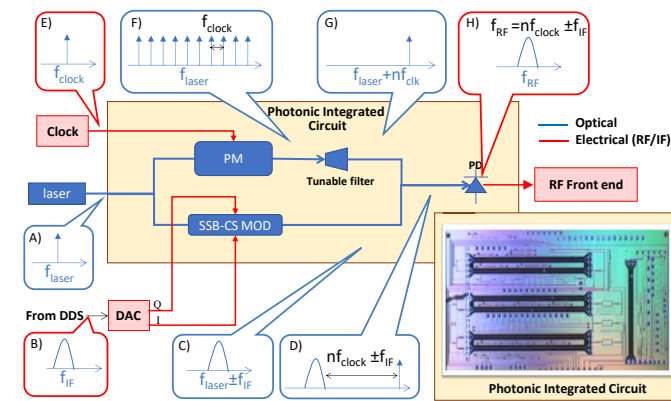 E)
f_clock
F)
f_clock
f_laser
G)
f_laser+nf_clk
H)
f_RF =nf_clock ±f_IF
f_RF
Photonic Integrated
Circuit
Optical
Electrical (RF/IF)
Clock
PM
Tunable filter
PD
RF Front end
laser
SSB-CS MOD
A)
f_laser
From DDS
DAC
Q
I
B)
f_IF
C)
f_laser±f_IF
D)
nf_clock ±f_IF
Photonic Integrated Circuit